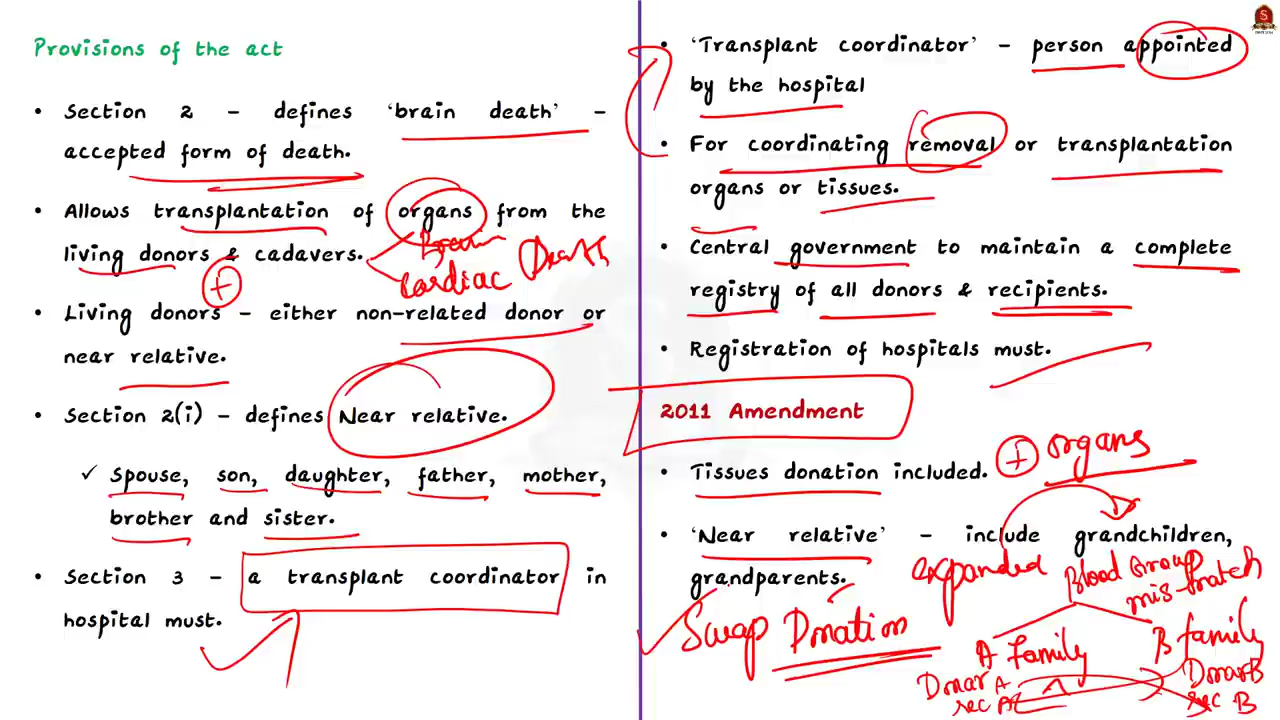 Provisions of the act
• Section 2 - defines 'brain death' -
accepted form of death.
• Allows transplantation of organs from the
living donors & cadavers.
Brain
Cardiac Death
+
• Living donors - either non-related donor or
near relative.
• Section 2(i) - defines Near relative.
✓ Spouse, son, daughter, father, mother,
brother and sister.
• Section 3 - a transplant coordinator in
hospital must.
• 'Transplant coordinator' - person appointed
by the hospital
• For coordinating removal or transplantation
organs or tissues.
• Central government to maintain a complete
registry of all donors & recipients.
• Registration of hospitals must.
2011 Amendment
• Tissues donation included.
+ organs
• 'Near relative' - include grandchildren,
grandparents.
expanded
Blood Group
mis-match
Swap Donation
A family
Donar A
rec
B family
Donar B
rec B